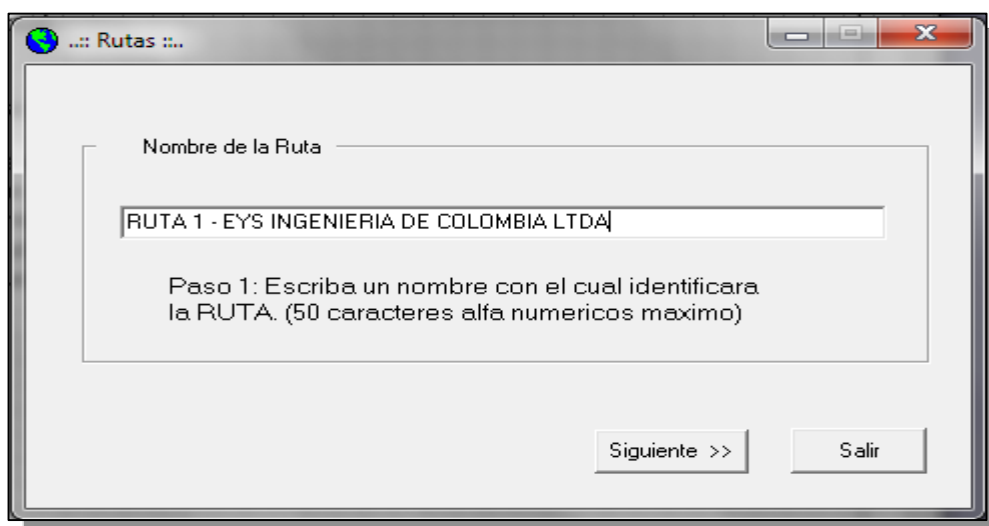 ..:: Rutas ::..
Nombre de la Ruta
RUTA 1 - EYS INGENIERIA DE COLOMBIA LTDA
Paso 1: Escriba un nombre con el cual identificara
la RUTA. (50 caracteres alfa numericos maximo)
Siguiente >>
Salir